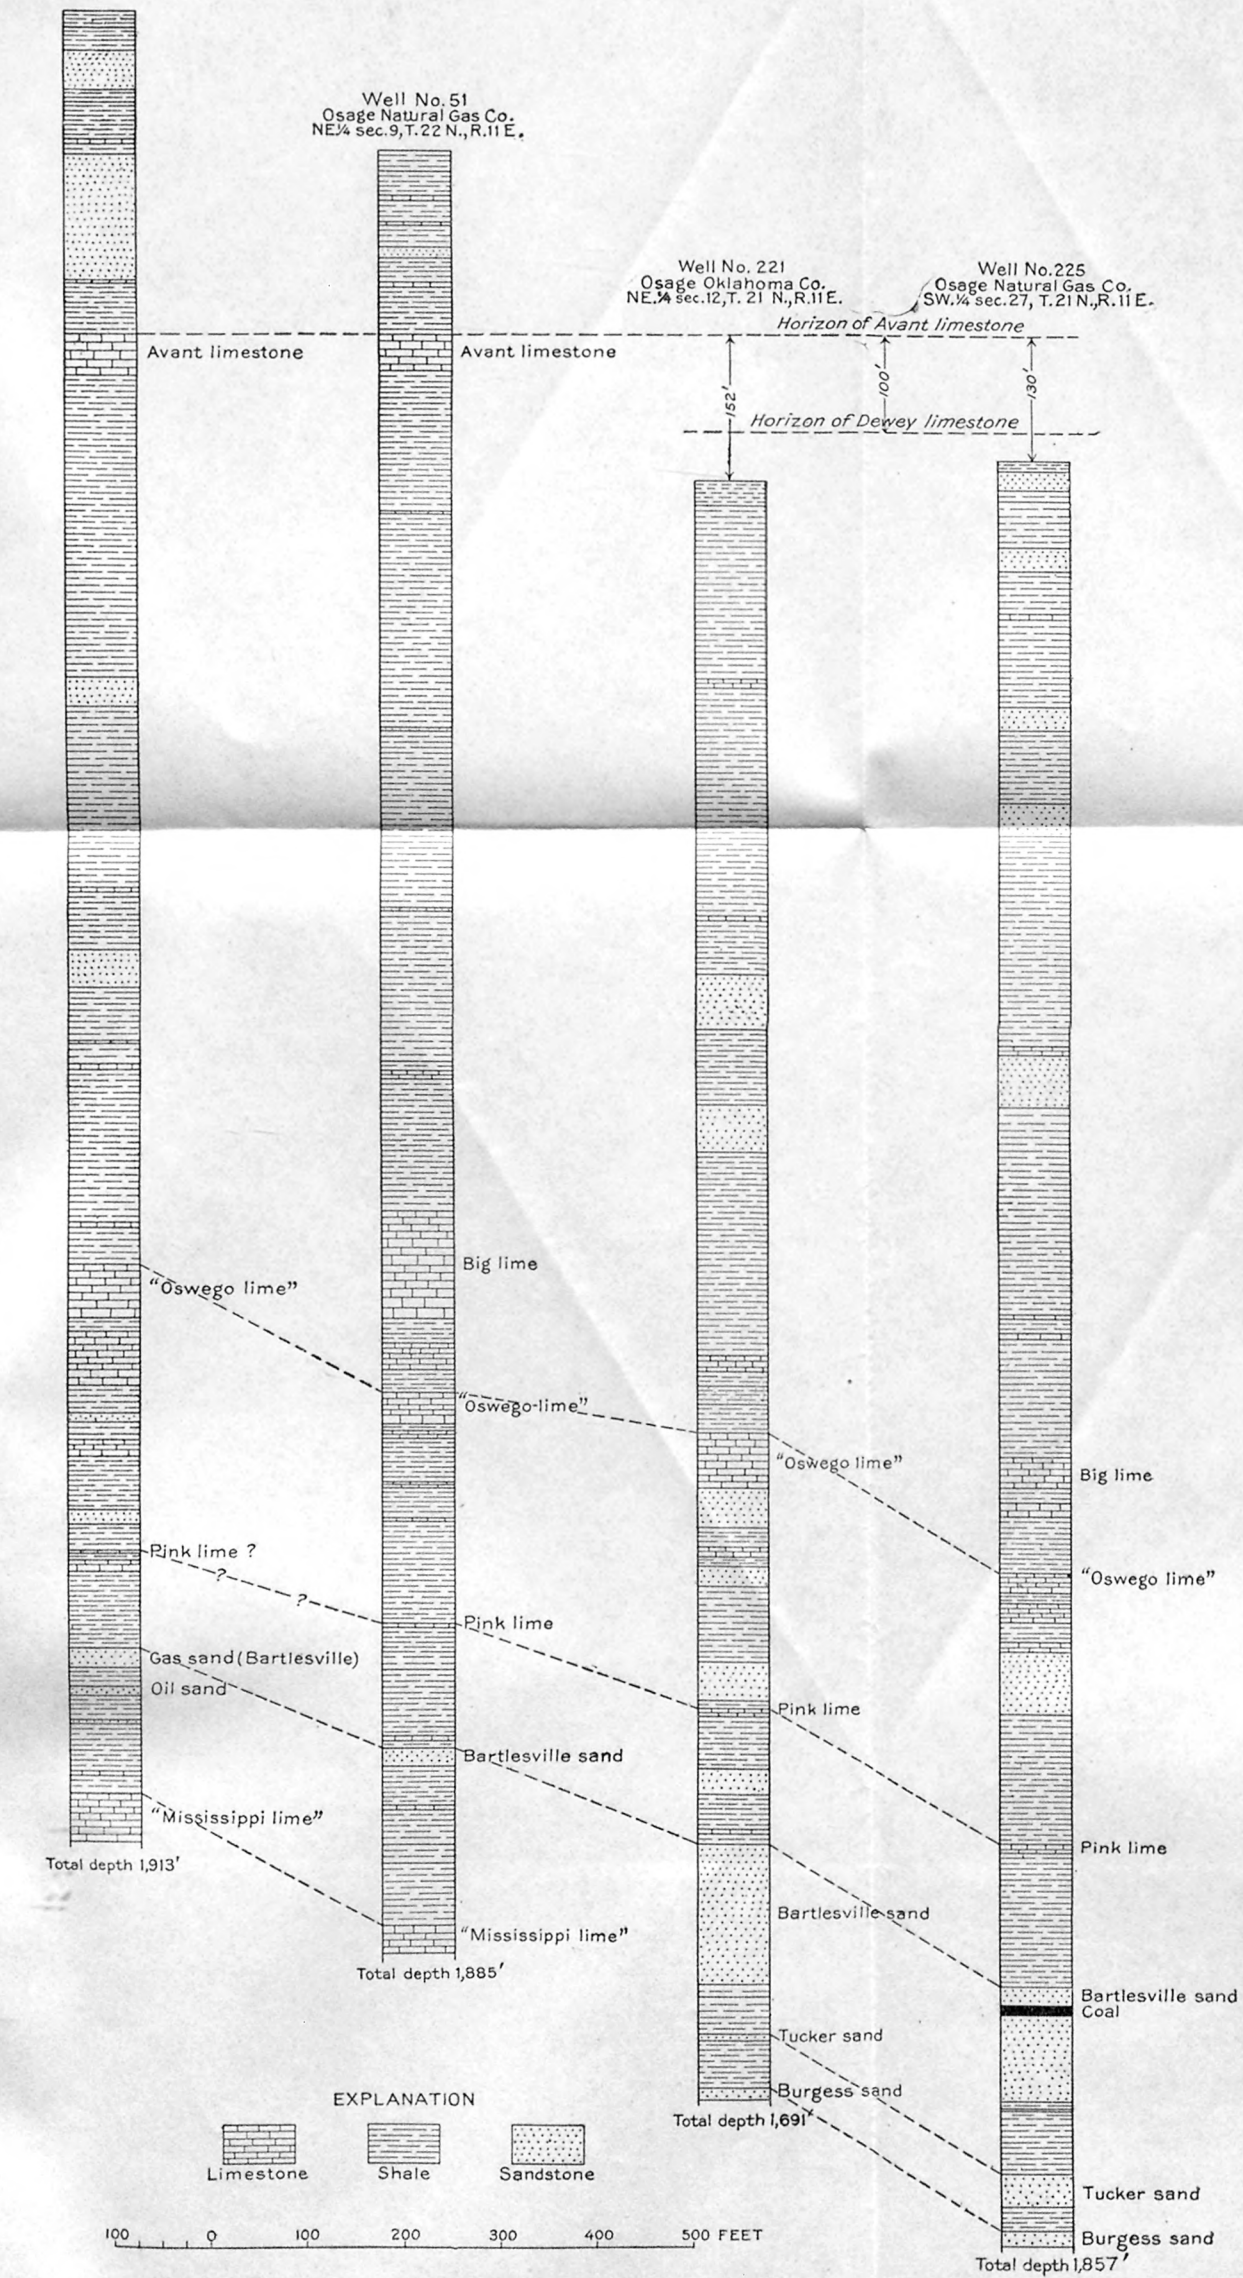 Well No. 51
Osage Natural Gas Co.
NE¼ sec. 9, T. 22 N., R. 11 E.
Well No. 221
Osage Oklahoma Co.
NE.¼ sec. 12, T. 21 N., R. 11 E.
Well No. 225
Osage Natural Gas Co.
SW.¼ sec. 27, T. 21 N., R. 11 E.
Horizon of Avant limestone
Avant limestone
Avant limestone
152'
100'
130'
Horizon of Dewey limestone
Big lime
"Oswego lime"
"Oswego-lime"
"Oswego lime"
Big lime
"Oswego lime"
Pink lime ?
?
?
Pink lime
Gas sand (Bartlesville)
Oil sand
Pink lime
Bartlesville sand
"Mississippi lime"
Total depth 1,913'
Pink lime
Bartlesville sand
"Mississippi lime"
Total depth 1,885'
Bartlesville sand
Coal
Tucker sand
Burgess sand
Total depth 1,691'
EXPLANATION
Limestone
Shale
Sandstone
Tucker sand
Burgess sand
100 0 100 200 300 400 500 FEET
Total depth 1,857'